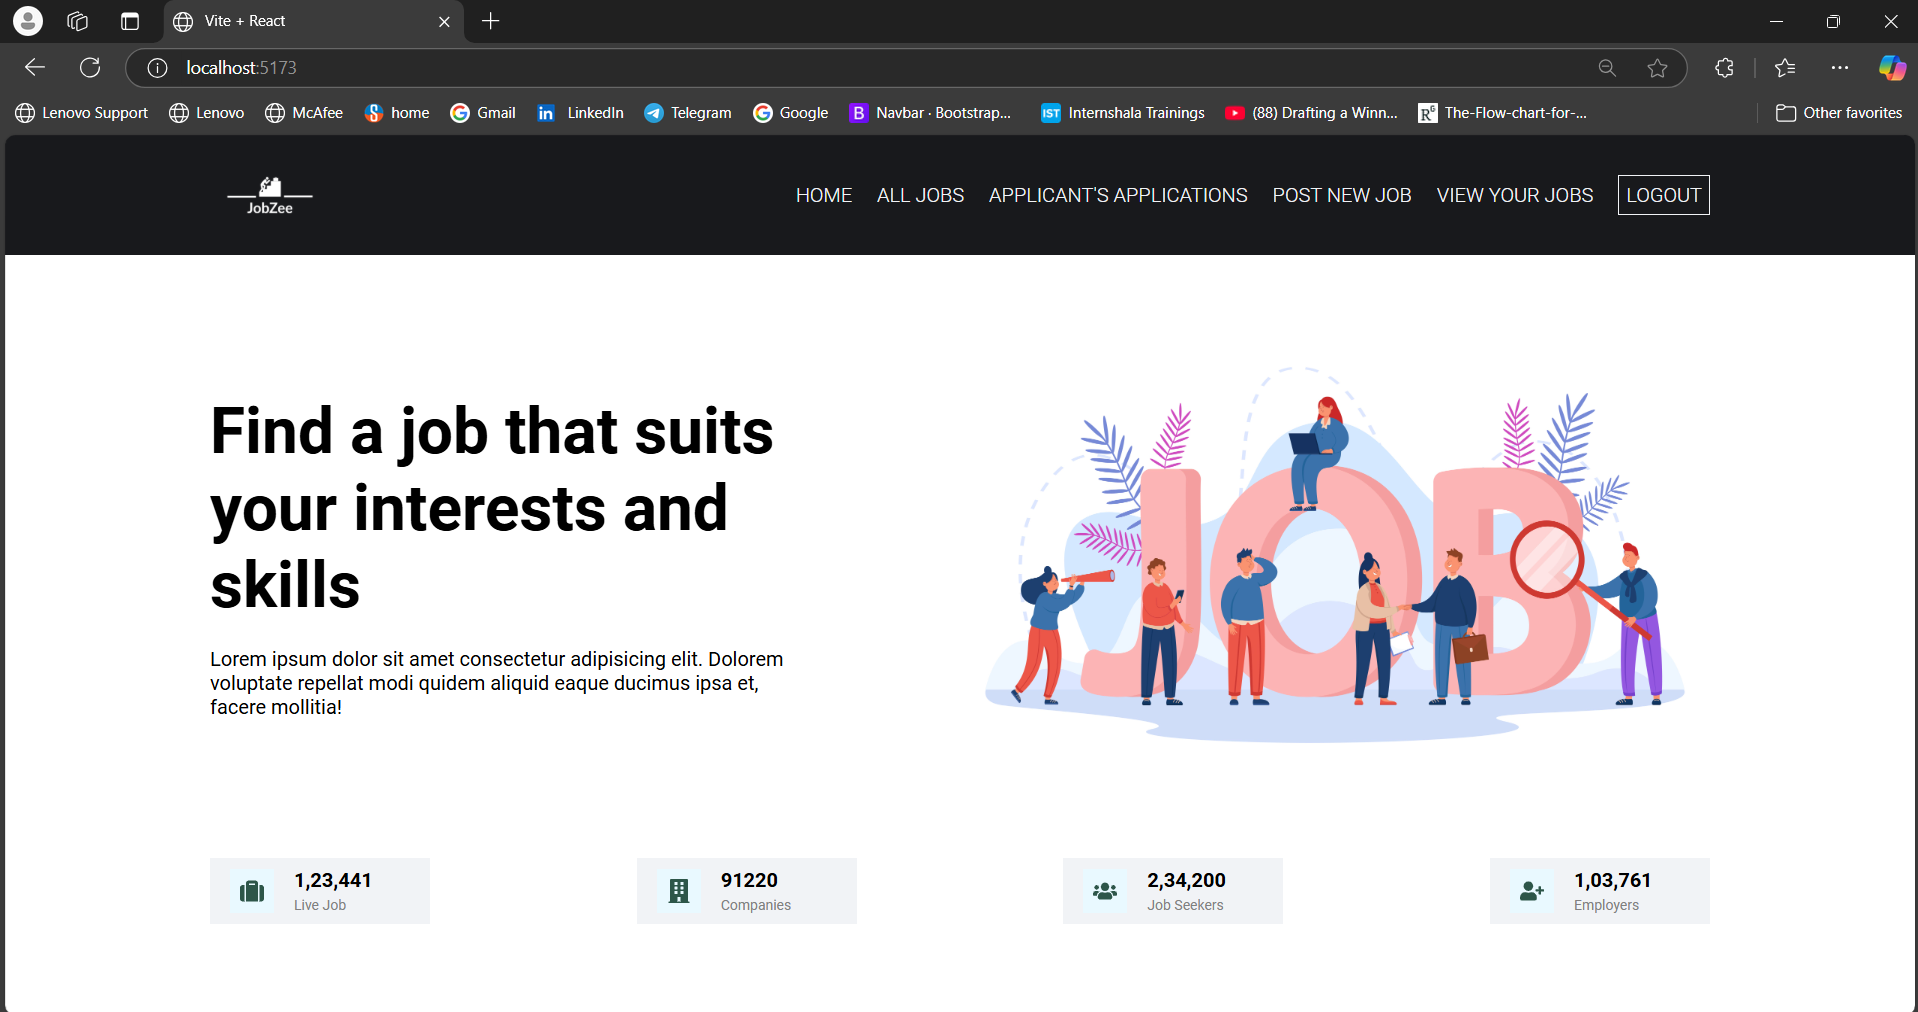 Vite + React
localhost:5173
Lenovo Support Lenovo McAfee home Gmail LinkedIn Telegram Google Navbar · Bootstrap... Internshala Trainings (88) Drafting a Winn... The-Flow-chart-for-... Other favorites
JobZee
HOME ALL JOBS APPLICANT'S APPLICATIONS POST NEW JOB VIEW YOUR JOBS LOGOUT
Find a job that suits
your interests and
skills
Lorem ipsum dolor sit amet consectetur adipisicing elit. Dolorem
voluptate repellat modi quidem aliquid eaque ducimus ipsa et,
facere mollitia!
JOB
1,23,441
Live Job
91220
Companies
2,34,200
Job Seekers
1,03,761
Employers